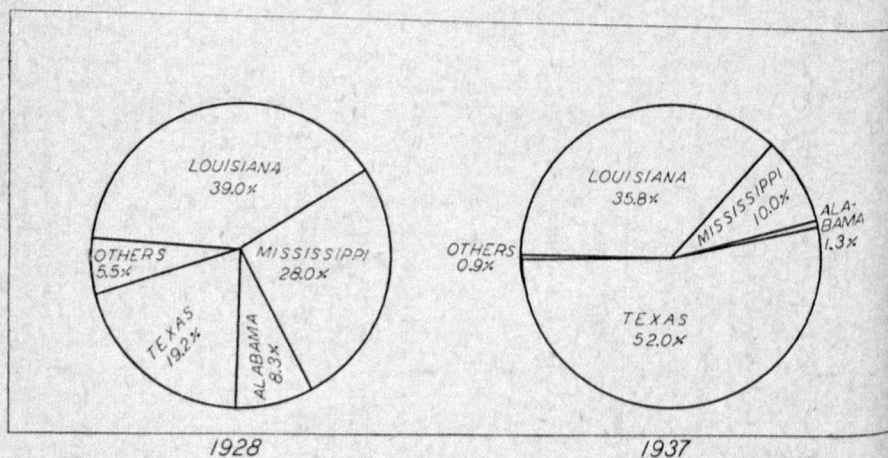 LOUISIANA
39.0%
MISSISSIPPI
28.0%
ALABAMA
8.3%
TEXAS
19.2%
OTHERS
5.5%
1928
LOUISIANA
35.8%
MISSISSIPPI
10.0%
ALA-
BAMA
1.3%
TEXAS
52.0%
OTHERS
0.9%
1937